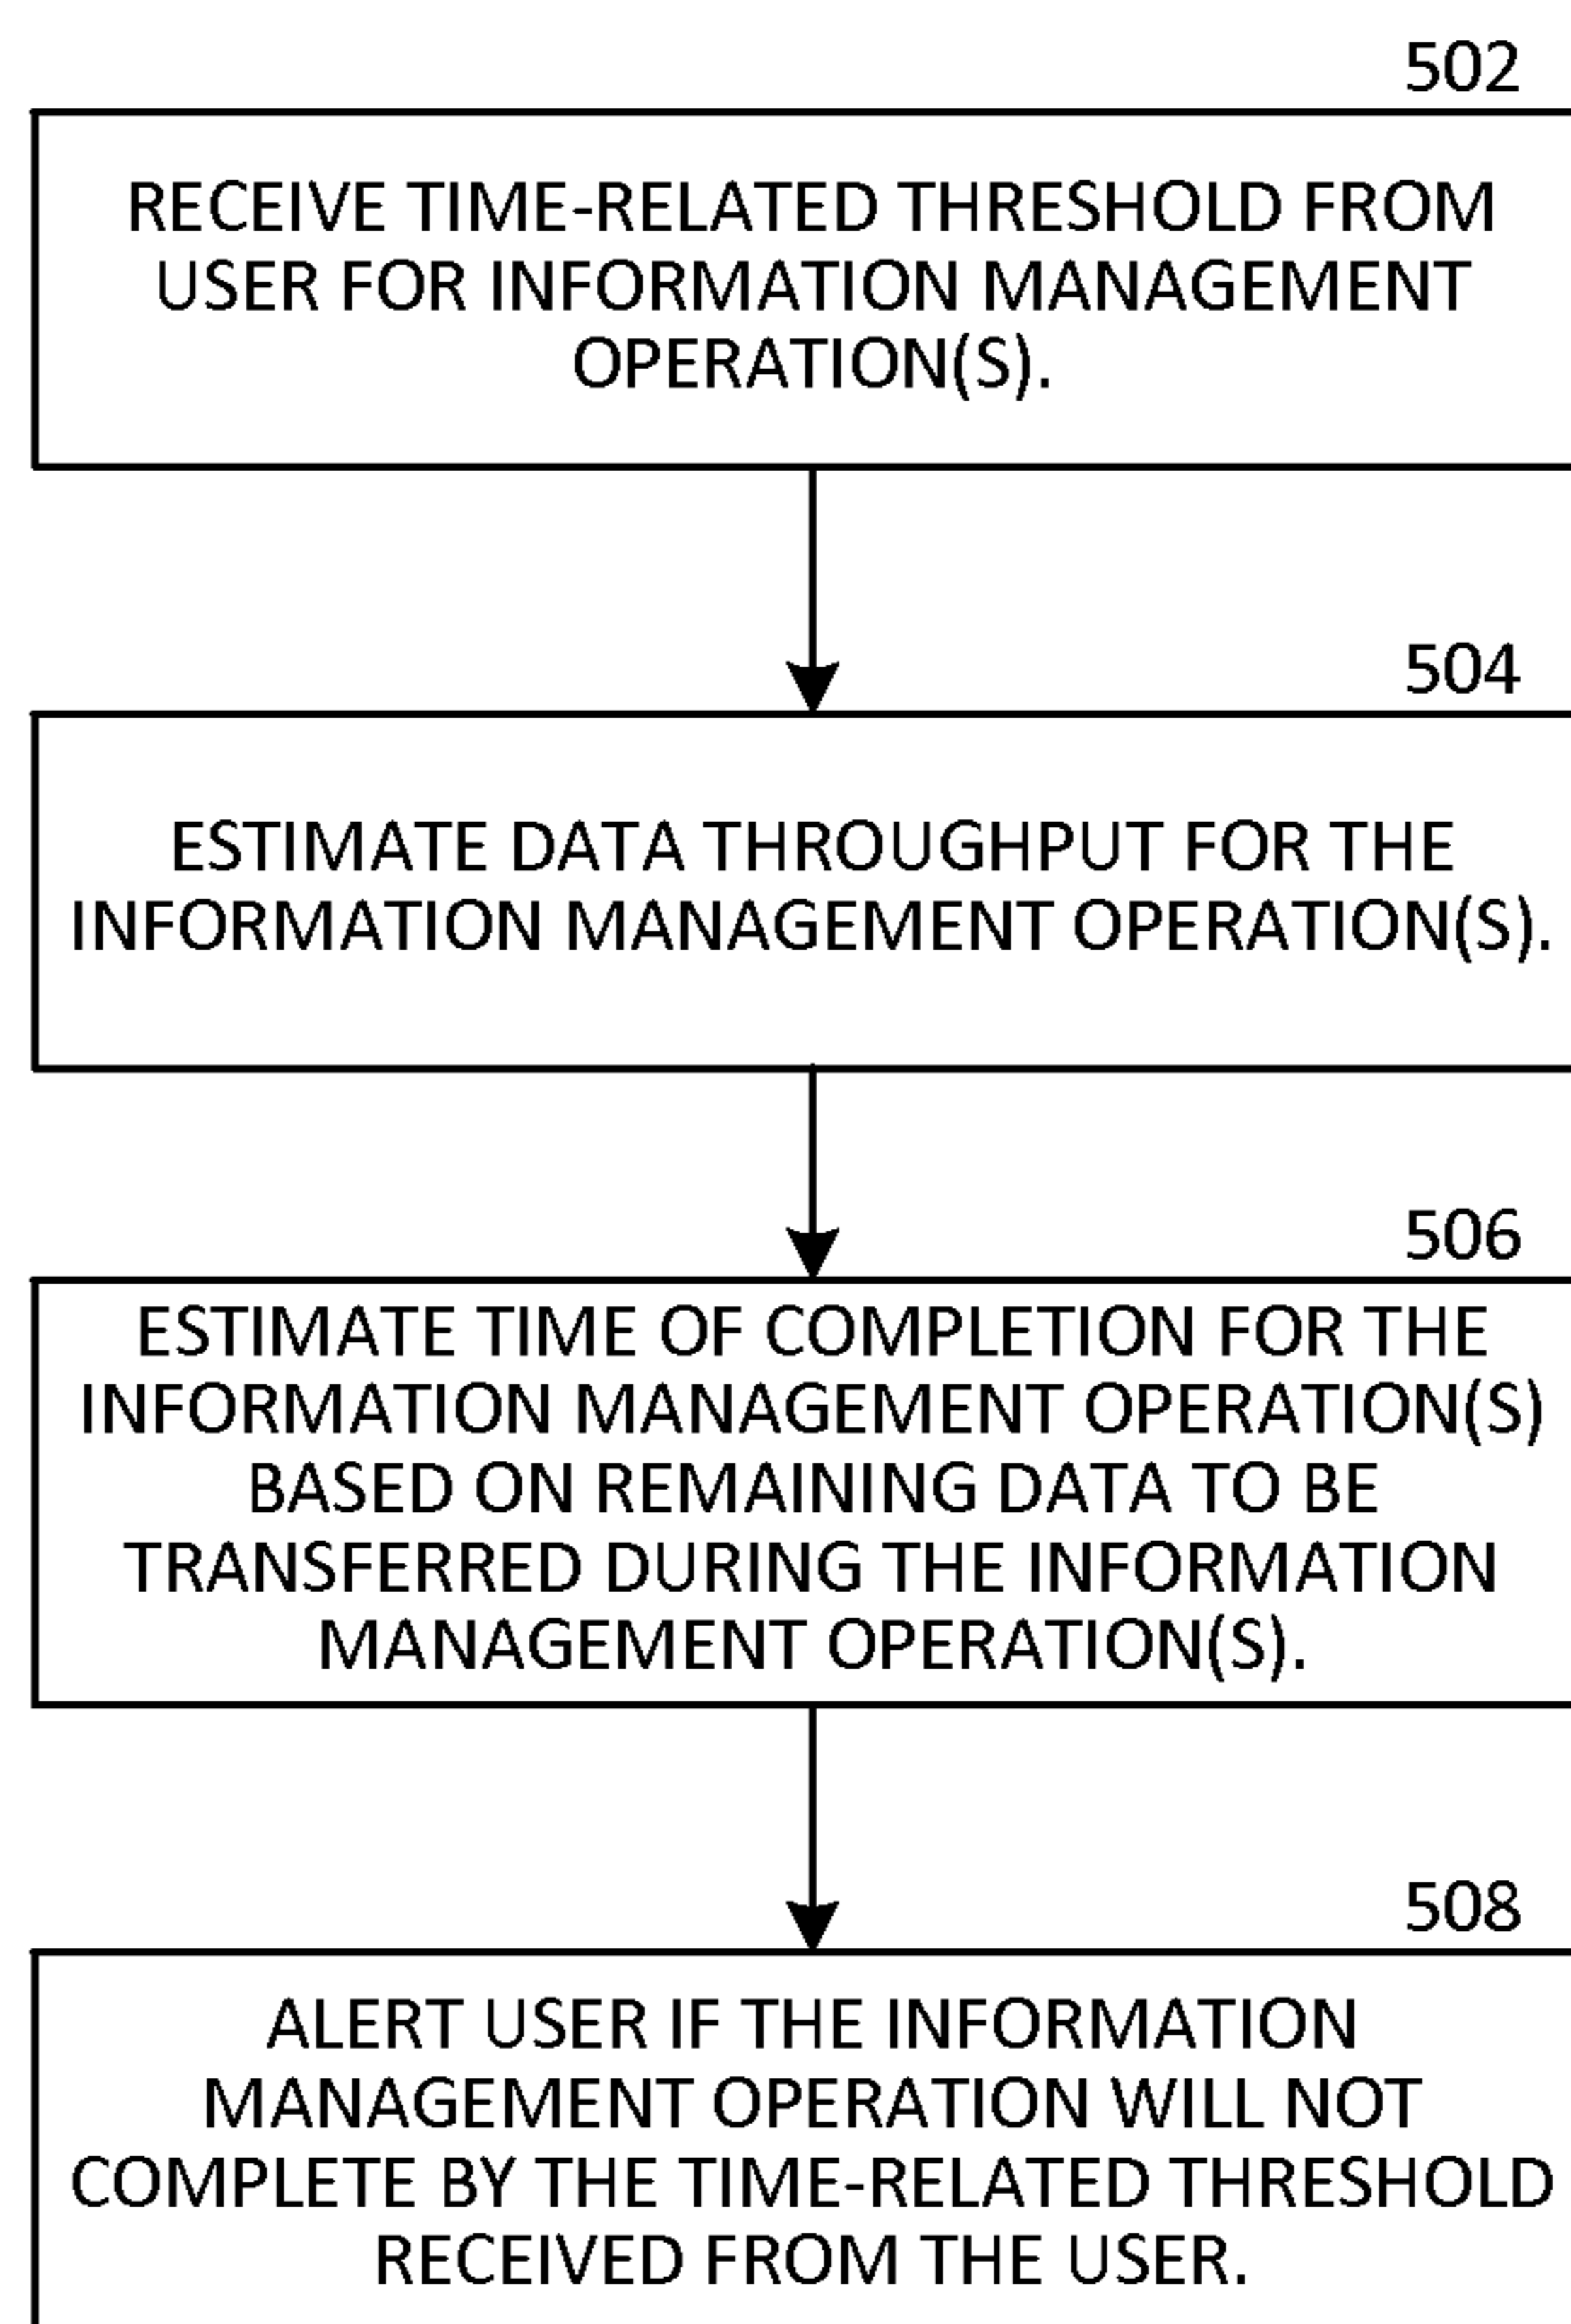 502
RECEIVE TIME-RELATED THRESHOLD FROM
USER FOR INFORMATION MANAGEMENT
OPERATION(S).
504
ESTIMATE DATA THROUGHPUT FOR THE
INFORMATION MANAGEMENT OPERATION(S).
506
ESTIMATE TIME OF COMPLETION FOR THE
INFORMATION MANAGEMENT OPERATION(S)
BASED ON REMAINING DATA TO BE
TRANSFERRED DURING THE INFORMATION
MANAGEMENT OPERATION(S).
508
ALERT USER IF THE INFORMATION
MANAGEMENT OPERATION WILL NOT
COMPLETE BY THE TIME-RELATED THRESHOLD
RECEIVED FROM THE USER.